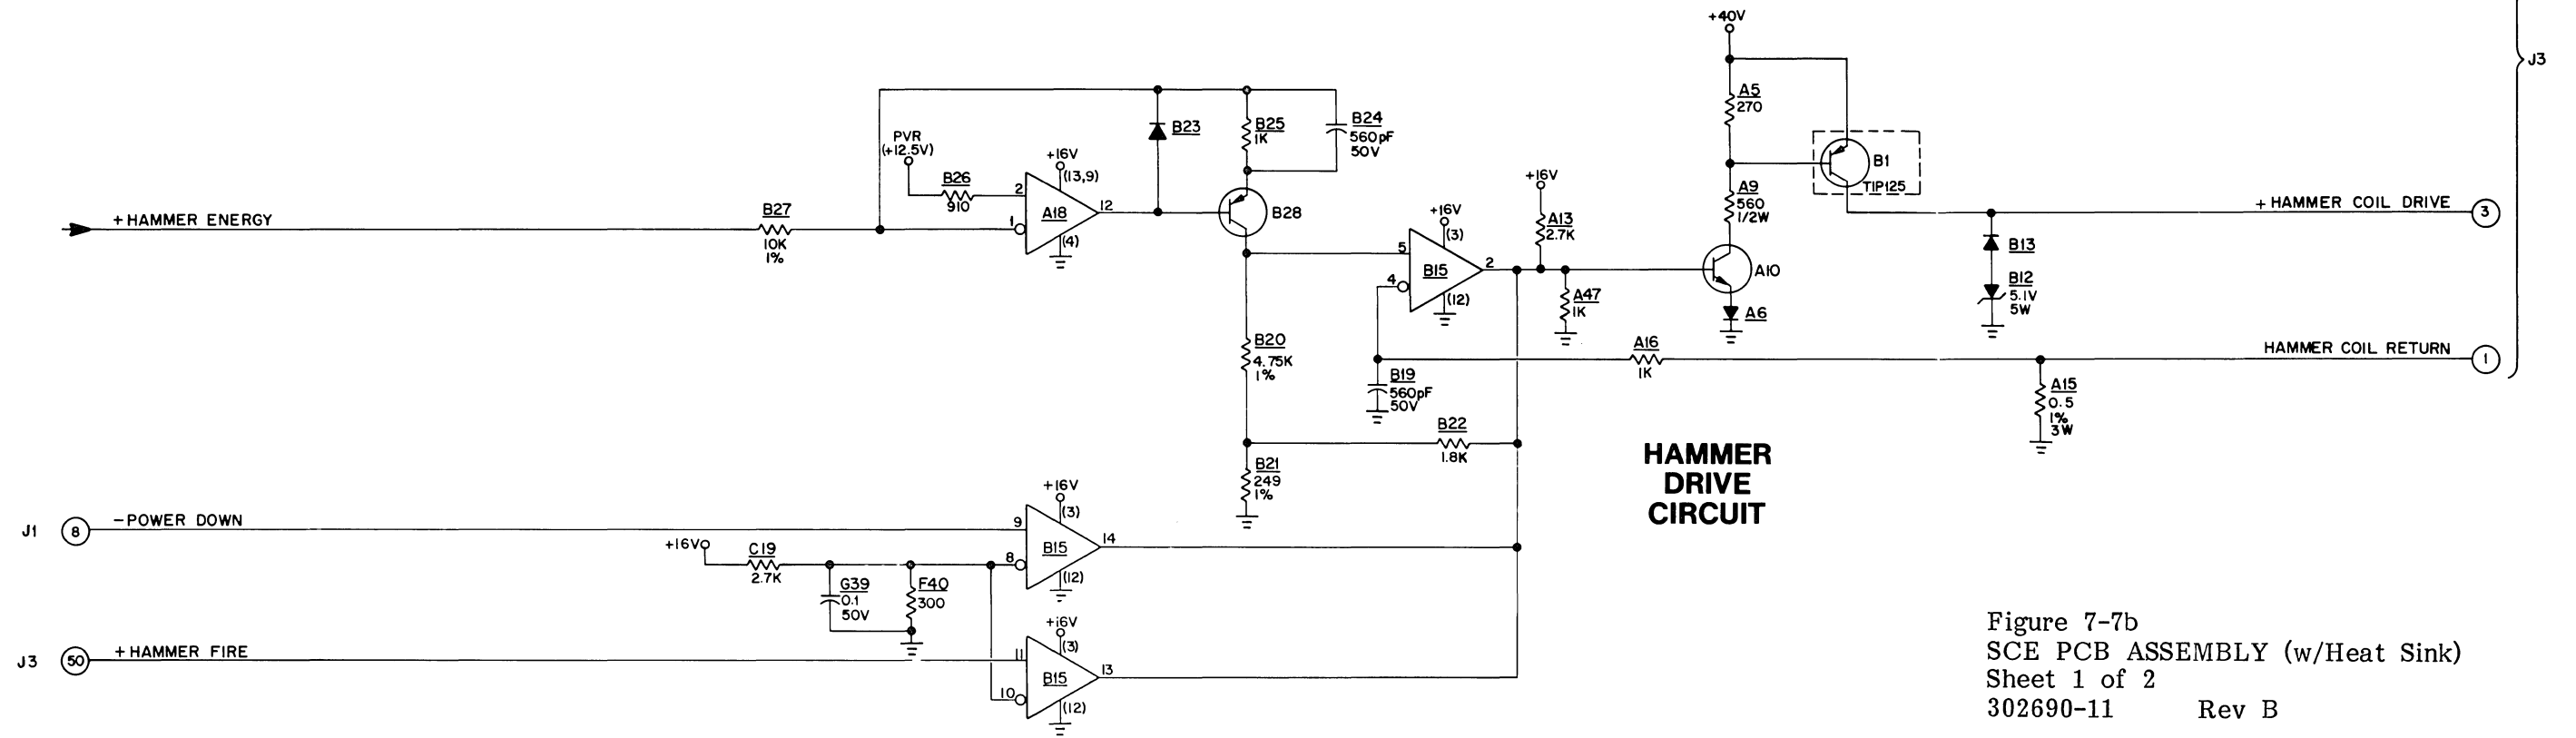 +40V
J3
A5
270
PVR
(+12.5V)
B23
B25
1K
B24
560pF
50V
+16V
(13,9)
B26
910
2
A18
12
1
(4)
B28
B1
TIP125
A9
560
1/2W
+HAMMER ENERGY
B27
10K
1%
+16V
A13
2.7K
+16V
(3)
5
B15
2
4
(12)
A10
A47
1K
A6
+HAMMER COIL DRIVE
3
B13
B12
5.1V
5W
B20
4.75K
1%
A16
1K
HAMMER COIL RETURN
1
B19
560pF
50V
A15
0.5
1%
3W
B22
1.8K
B21
249
1%
HAMMER
DRIVE
CIRCUIT
+16V
(3)
J1
8
-POWER DOWN
9
B15
14
8
(12)
+16V
C19
2.7K
G39
0.1
50V
F40
300
+16V
(3)
J3
50
+HAMMER FIRE
11
B15
13
10
(12)
Figure 7-7b
SCE PCB ASSEMBLY (w/Heat Sink)
Sheet 1 of 2
302690-11 Rev B